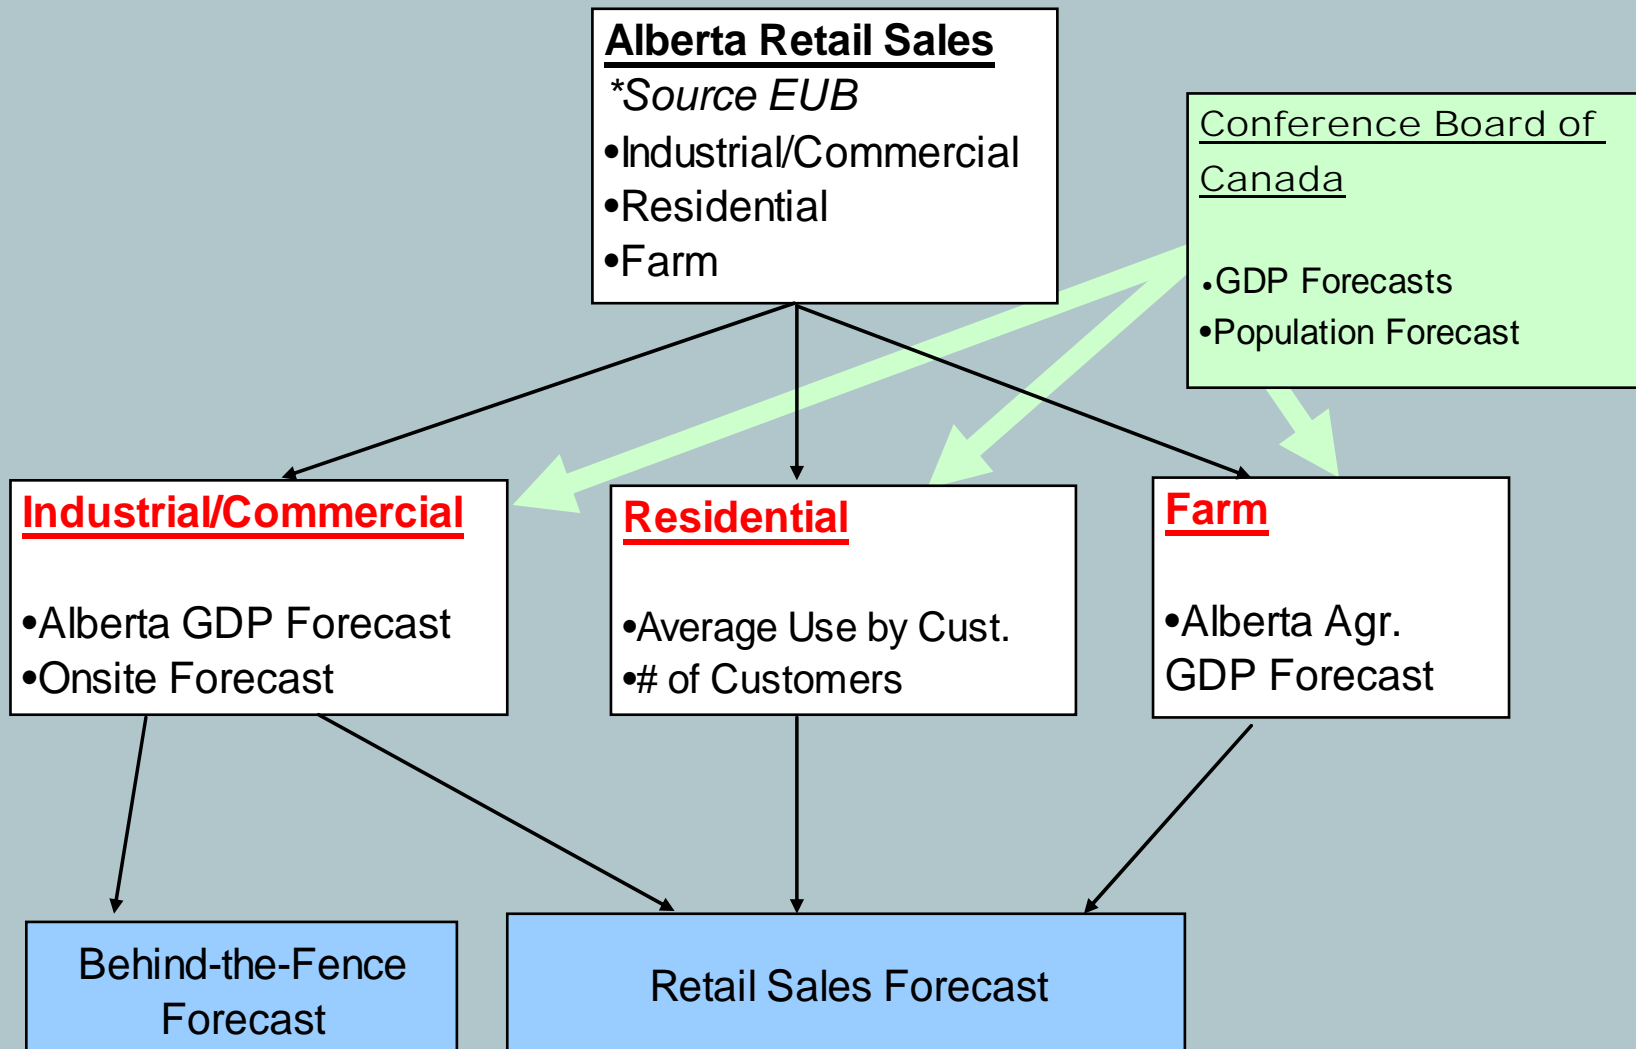 Alberta Retail Sales
*Source EUB
•Industrial/Commercial
•Residential
•Farm
Conference Board of
Canada
•GDP Forecasts
•Population Forecast
Industrial/Commercial
•Alberta GDP Forecast
•Onsite Forecast
Residential
•Average Use by Cust.
•# of Customers
Farm
•Alberta Agr.
GDP Forecast
Behind-the-Fence
Forecast
Retail Sales Forecast